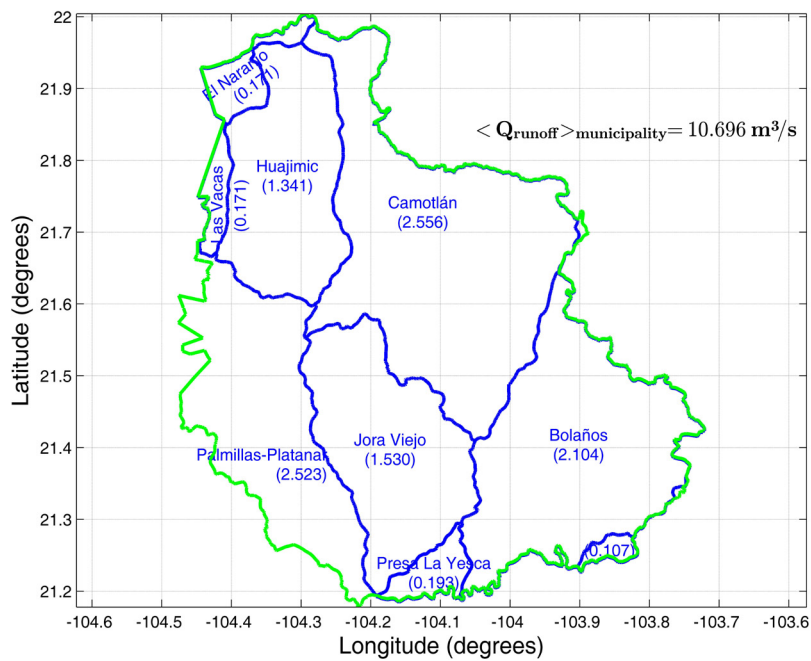 22
21.9
21.8
21.7
21.6
21.5
21.4
21.3
21.2
Latitude (degrees)
El Naranjo
(0.171)
< Q_runoff >_municipality = 10.696 m³/s
Huajimic
(1.341)
Las Vacas
(0.171)
Camotlán
(2.556)
Palmillas-Platanar
(2.523)
Jora Viejo
(1.530)
Bolaños
(2.104)
Presa La Yesca
(0.193)
(0.107)
-104.6 -104.5 -104.4 -104.3 -104.2 -104.1 -104 -103.9 -103.8 -103.7 -103.6
Longitude (degrees)